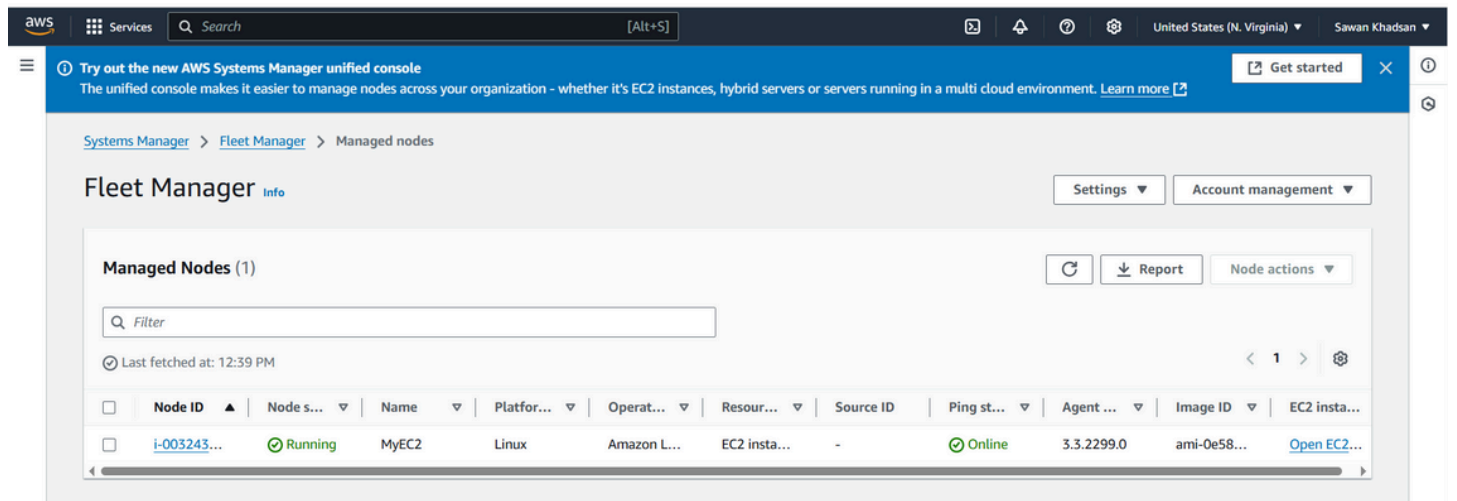 aws Services Search [Alt+S] United States (N. Virginia) Sawan Khadsan
Try out the new AWS Systems Manager unified console
Get started
The unified console makes it easier to manage nodes across your organization - whether it's EC2 instances, hybrid servers or servers running in a multi cloud environment. Learn more
Systems Manager > Fleet Manager > Managed nodes
Fleet Manager Info
Settings Account management
Managed Nodes (1)
Report Node actions
Filter
Last fetched at: 12:39 PM
< 1 >
Node ID Node s... Name Platfor... Operat... Resour... Source ID Ping st... Agent ... Image ID EC2 insta...
i-003243... Running MyEC2 Linux Amazon L... EC2 insta... - Online 3.3.2299.0 ami-0e58... Open EC2...